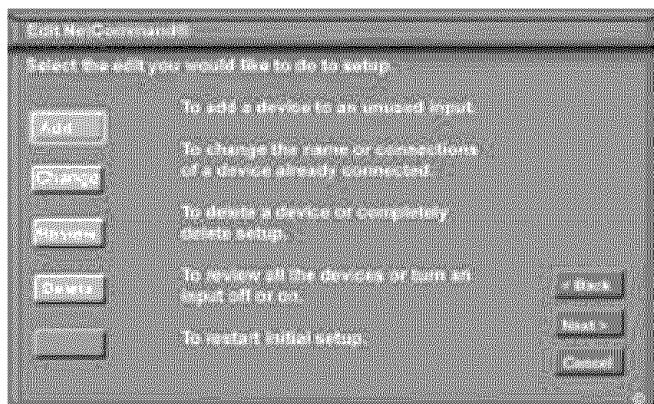 Edit NetCommand®
Select the edit you would like to do to setup.
Add
To add a device to an unused input.
Change
To change the name or connections
of a device already connected.
Review
To delete a device or completely
delete setup.
Delete
To review all the devices or turn an
input off or on.
To restart initial setup.
< Back
Next >
Cancel